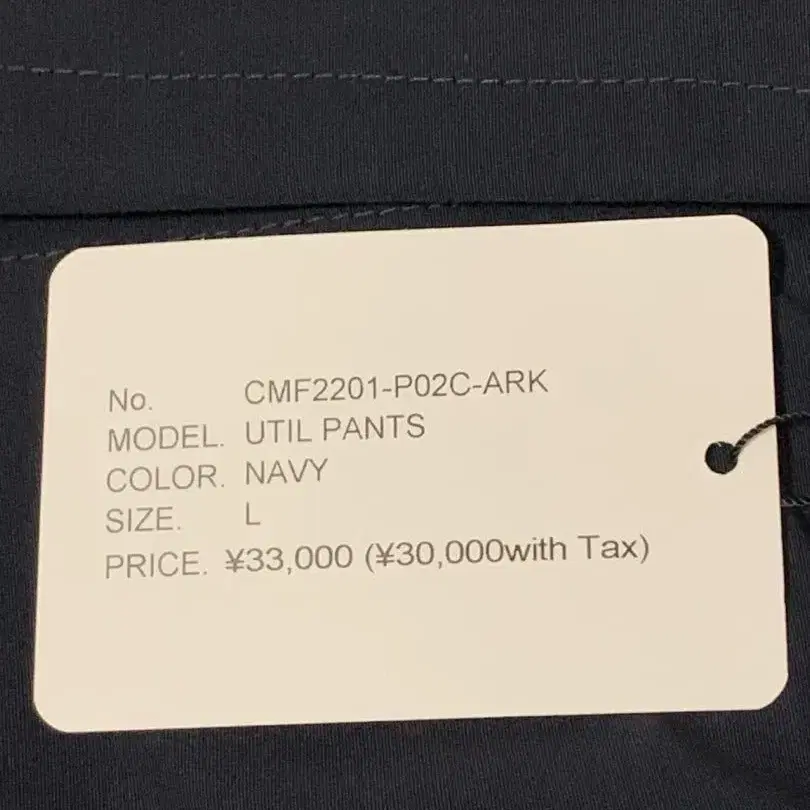 No. CMF2201-P02C-ARK
MODEL. UTIL PANTS
COLOR. NAVY
SIZE. L
PRICE. ¥33,000 (¥30,000with Tax)